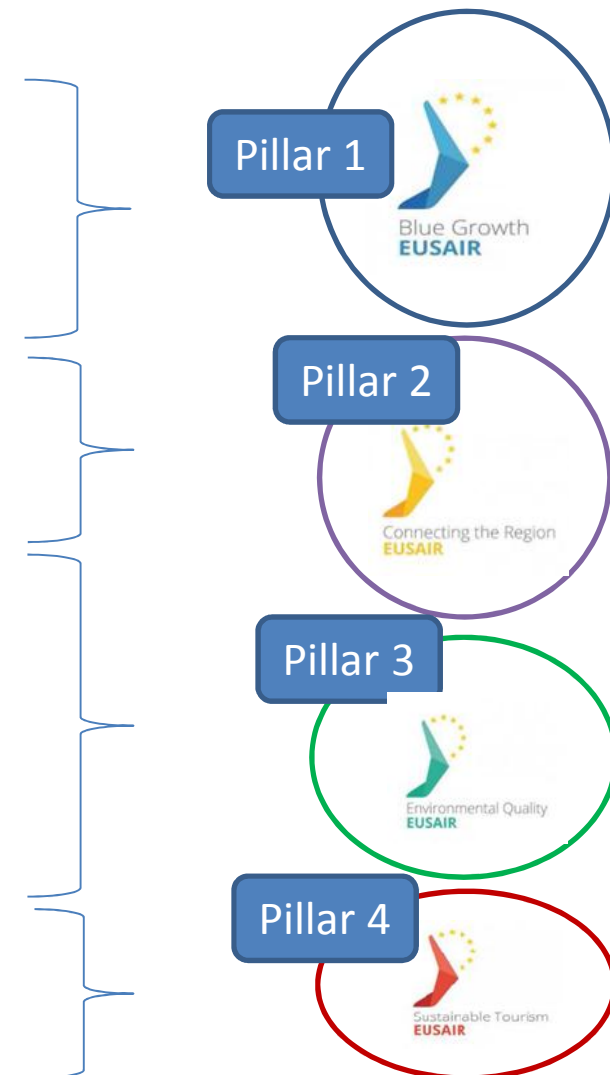 Pillar 1
Blue Growth
EUSAIR
Pillar 2
Connecting the Region
EUSAIR
Pillar 3
Environmental Quality
EUSAIR
Pillar 4
Sustainable Tourism
EUSAIR